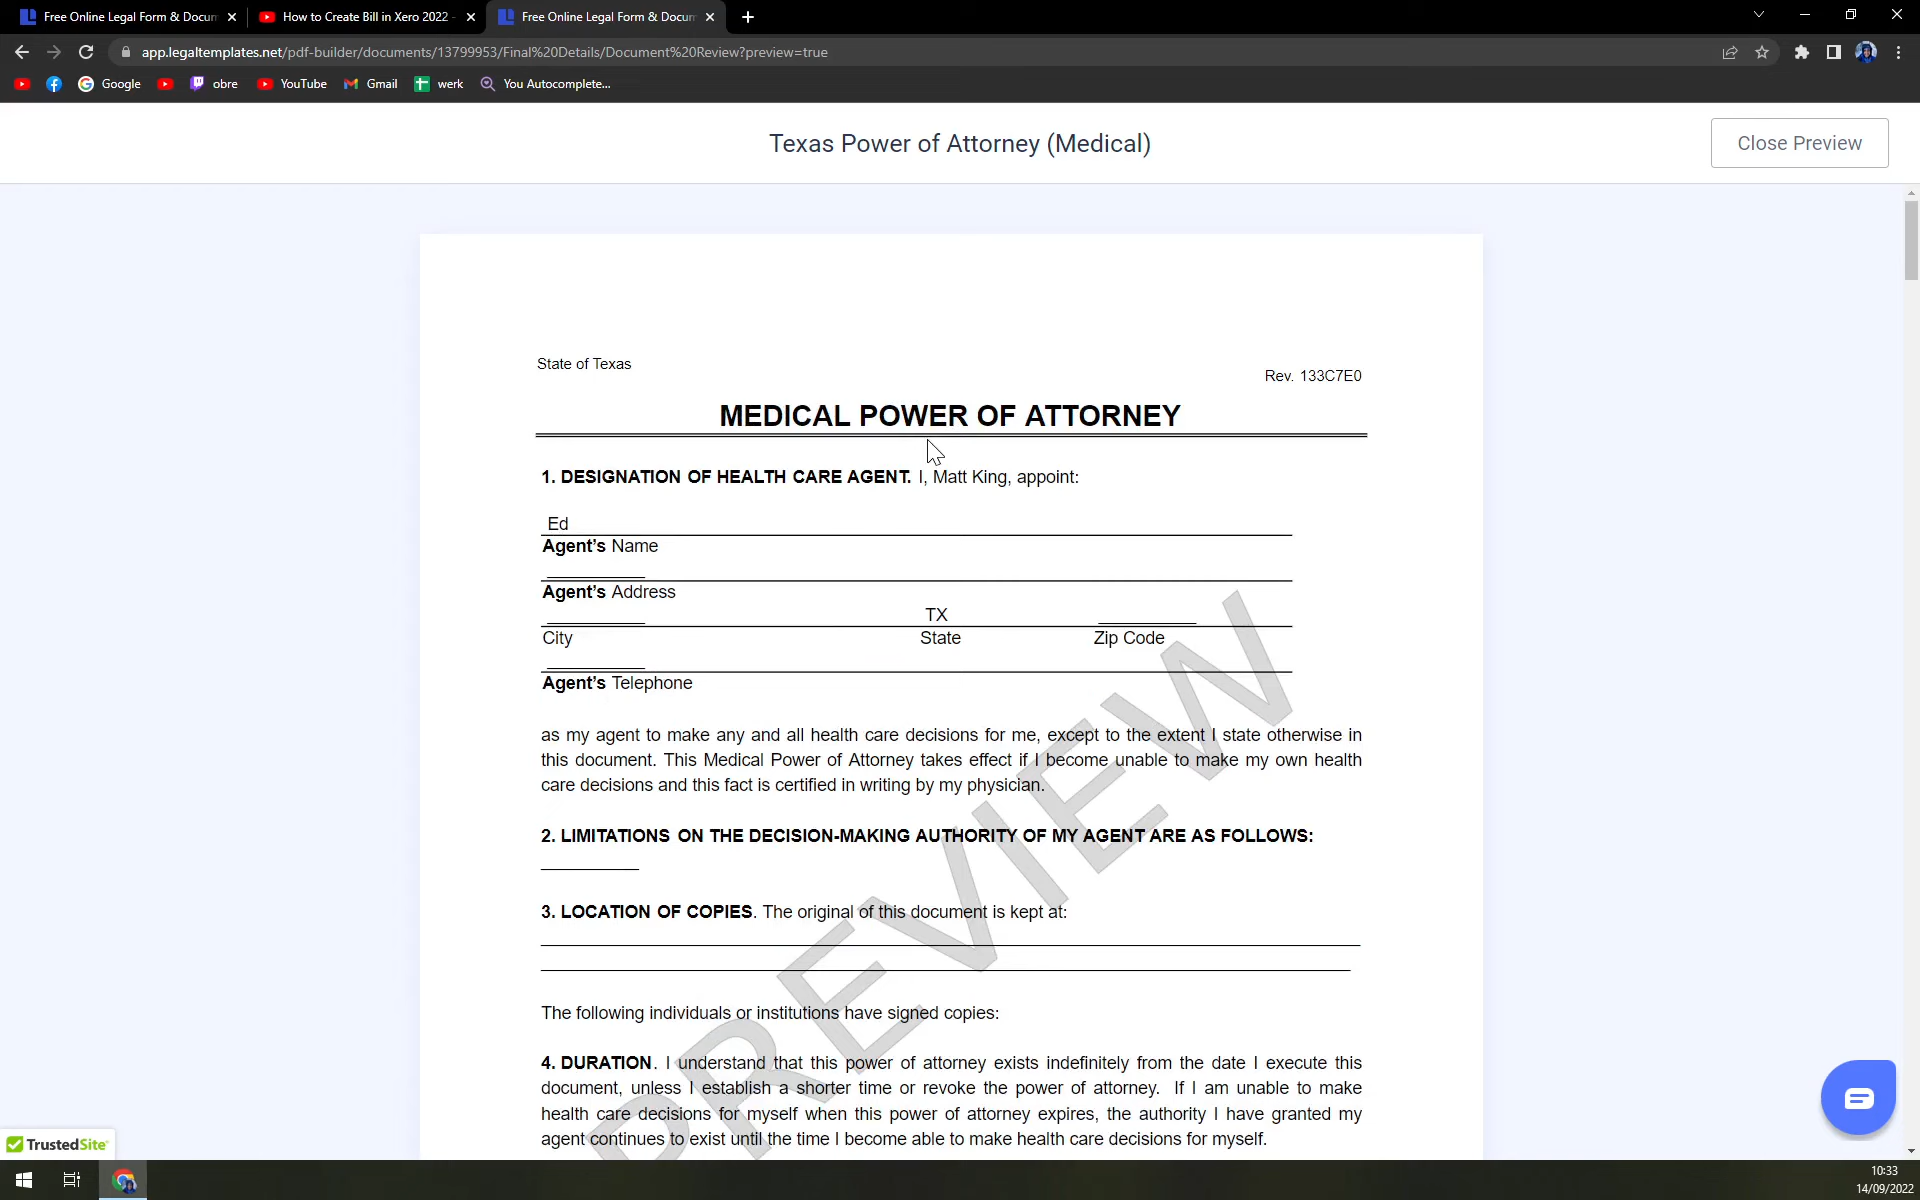 Free Online Legal Form & Docum
How to Create Bill in Xero 2022 -
Free Online Legal Form & Docum
app.legaltemplates.net/pdf-builder/documents/13799953/Final%20Details/Document%20Review?preview=true
Google
obre
YouTube
Gmail
werk
You Autocomplete...
Texas Power of Attorney (Medical)
Close Preview
State of Texas
Rev. 133C7E0
MEDICAL POWER OF ATTORNEY
1. DESIGNATION OF HEALTH CARE AGENT. I, Matt King, appoint:
Ed
Agent's Name
Agent's Address
TX
City State Zip Code
Agent's Telephone
as my agent to make any and all health care decisions for me, except to the extent I state otherwise in
this document. This Medical Power of Attorney takes effect if I become unable to make my own health
care decisions and this fact is certified in writing by my physician.
2. LIMITATIONS ON THE DECISION-MAKING AUTHORITY OF MY AGENT ARE AS FOLLOWS:
3. LOCATION OF COPIES. The original of this document is kept at:
The following individuals or institutions have signed copies:
4. DURATION. I understand that this power of attorney exists indefinitely from the date I execute this
document, unless I establish a shorter time or revoke the power of attorney. If I am unable to make
health care decisions for myself when this power of attorney expires, the authority I have granted my
agent continues to exist until the time I become able to make health care decisions for myself.
PREVIEW
TrustedSite
10:33
14/09/2022